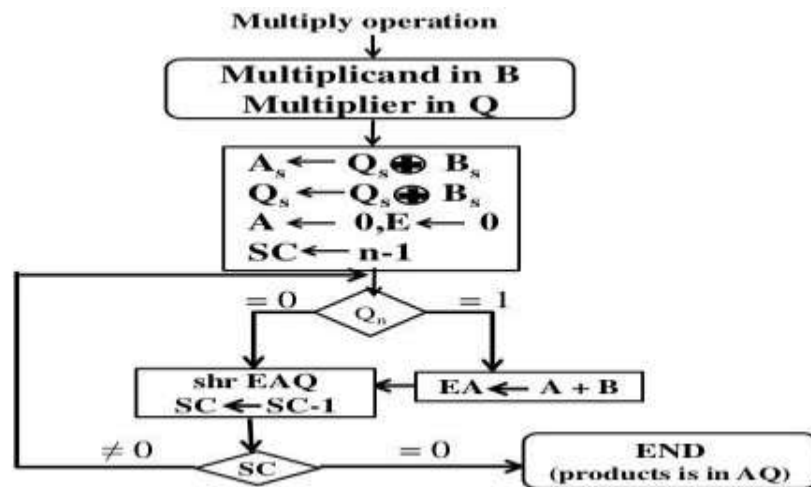 Multiply operation
Multiplicand in B
Multiplier in Q
Aₛ ← Qₛ ⊕ Bₛ
Qₛ ← Qₛ ⊕ Bₛ
A ← 0,E ← 0
SC ← n-1
= 0
= 1
Qₙ
shr EAQ
SC ← SC-1
EA ← A + B
≠ 0
SC
= 0
END
(products is in AQ)